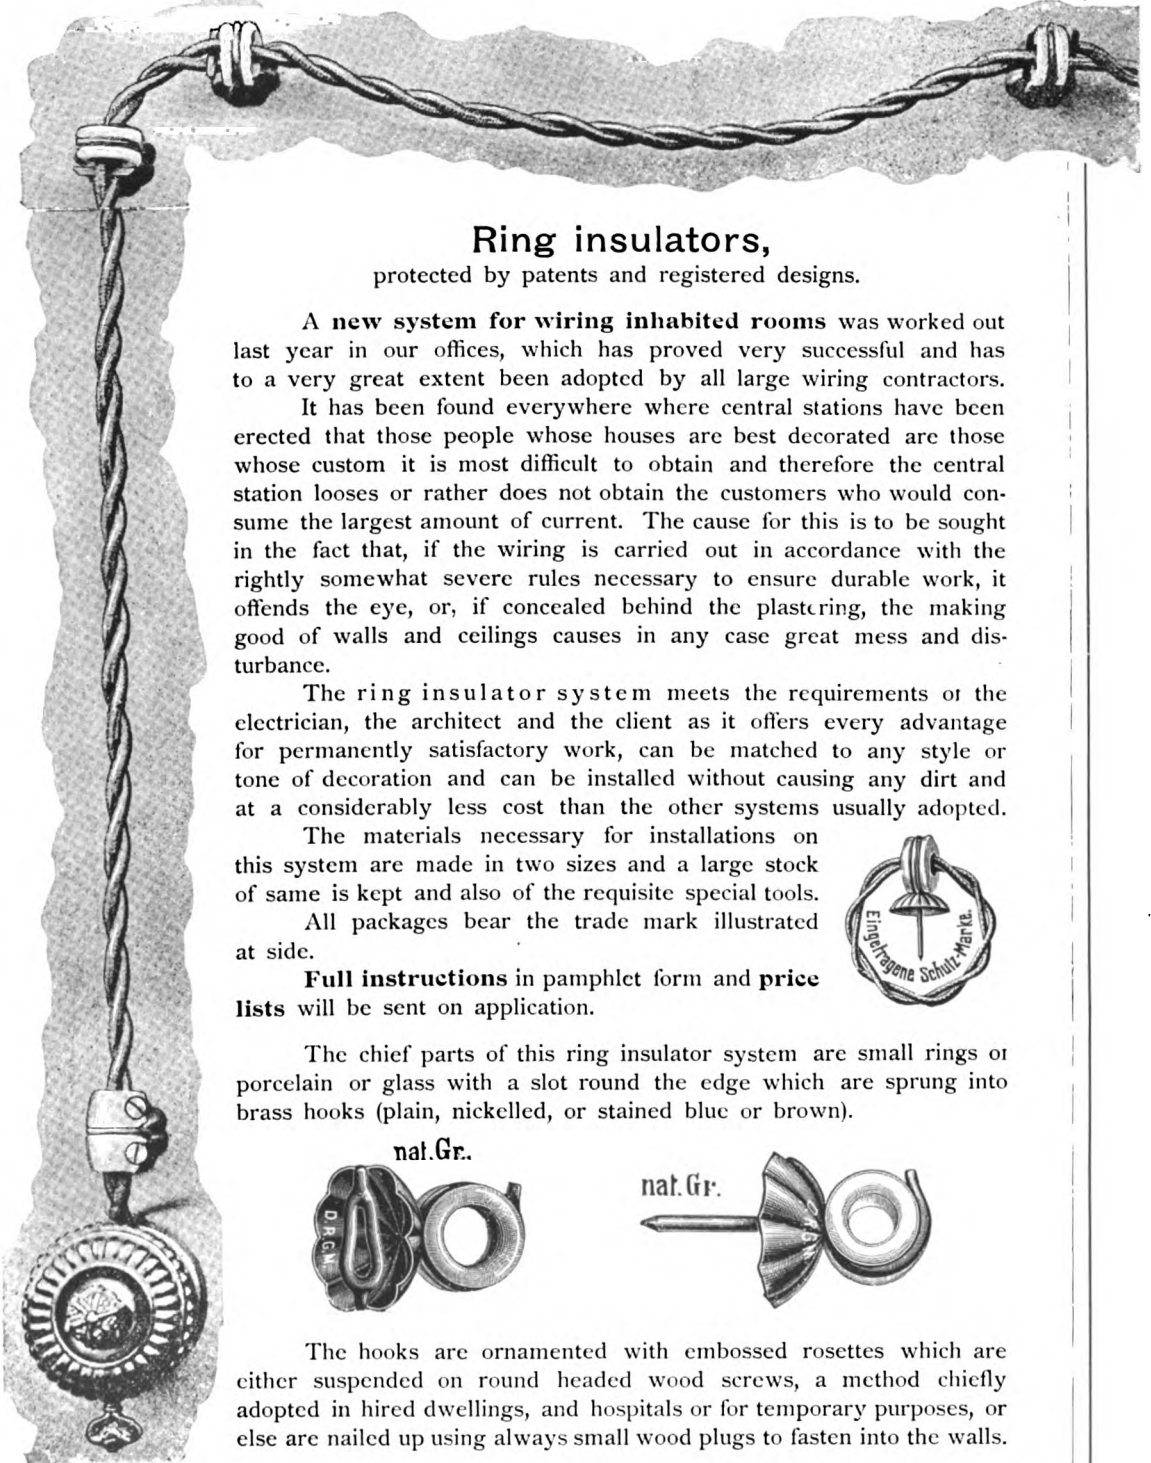 Ring insulators,
protected by patents and registered designs.
A new system for wiring inhabited rooms was worked out
last year in our offices, which has proved very successful and has
to a very great extent been adopted by all large wiring contractors.
It has been found everywhere where central stations have been
erected that those people whose houses are best decorated are those
whose custom it is most difficult to obtain and therefore the central
station looses or rather does not obtain the customers who would con-
sume the largest amount of current. The cause for this is to be sought
in the fact that, if the wiring is carried out in accordance with the
rightly somewhat severe rules necessary to ensure durable work, it
offends the eye, or, if concealed behind the plastering, the making
good of walls and ceilings causes in any case great mess and dis-
turbance.
The ring insulator system meets the requirements of the
electrician, the architect and the client as it offers every advantage
for permanently satisfactory work, can be matched to any style or
tone of decoration and can be installed without causing any dirt and
at a considerably less cost than the other systems usually adopted.
The materials necessary for installations on
this system are made in two sizes and a large stock
of same is kept and also of the requisite special tools.
All packages bear the trade mark illustrated
at side.
Eingetragene Schutz-Marke.
Full instructions in pamphlet form and price
lists will be sent on application.
The chief parts of this ring insulator system are small rings of
porcelain or glass with a slot round the edge which are sprung into
brass hooks (plain, nickelled, or stained blue or brown).
nat.Gr.
nat.Gr.
D.R.G.M.
D.R.G.M.
The hooks are ornamented with embossed rosettes which are
either suspended on round headed wood screws, a method chiefly
adopted in hired dwellings, and hospitals or for temporary purposes, or
else are nailed up using always small wood plugs to fasten into the walls.